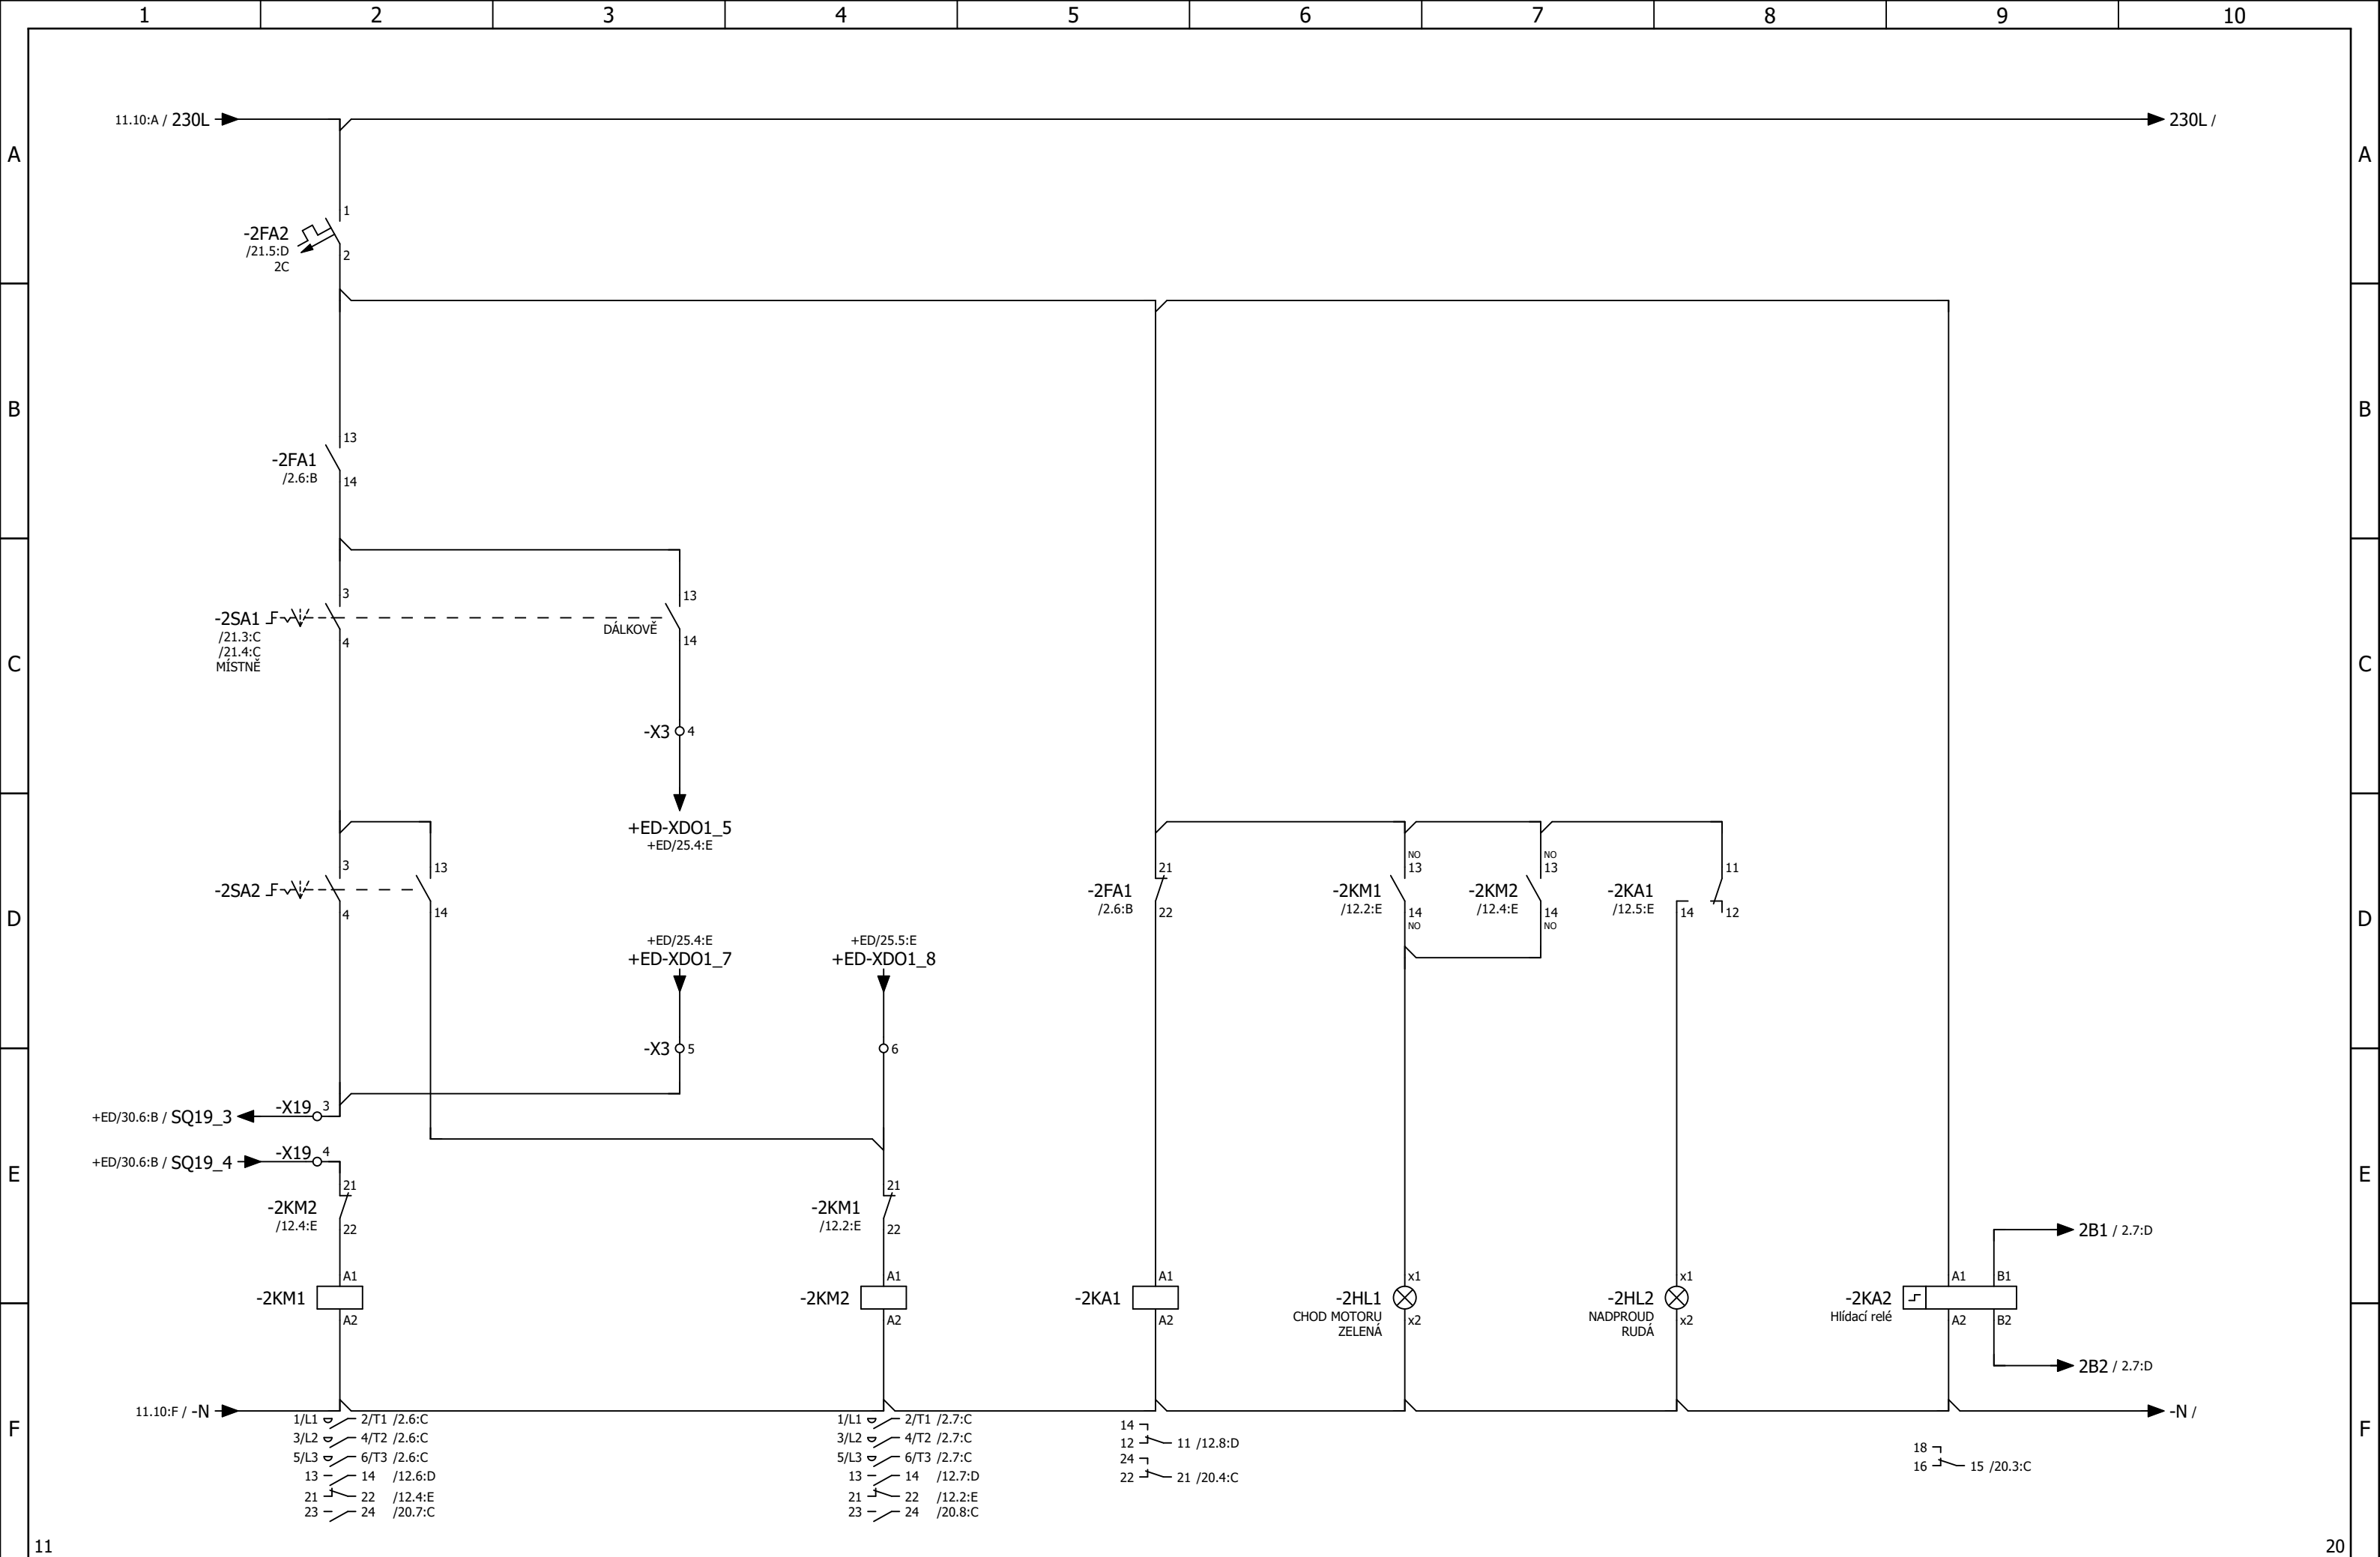 1 2 3 4 5 6 7 8 9 10
11.10:A / 230L
230L /
A A
1
-2FA2
/21.5:D
2C
2
B B
13
-2FA1
/2.6:B
14
3
-2SA1
/21.3:C
/21.4:C
MÍSTNĚ
4
13
DÁLKOVĚ
14
C C
-X3 4
+ED-XDO1_5
+ED/25.4:E
3
-2SA2
4
13
14
D D
+ED/25.4:E
+ED-XDO1_7
+ED/25.5:E
+ED-XDO1_8
21
-2FA1
/2.6:B
22
NO
13
-2KM1
/12.2:E
14
NO
NO
13
-2KM2
/12.4:E
14
NO
11
-2KA1
/12.5:E
14 12
-X3 5
6
+ED/30.6:B / SQ19_3
-X19 3
+ED/30.6:B / SQ19_4
-X19 4
E E
21
-2KM2
/12.4:E
22
21
-2KM1
/12.2:E
22
2B1 / 2.7:D
A1
-2KM1
A2
A1
-2KM2
A2
A1
-2KA1
A2
x1
-2HL1
CHOD MOTORU
ZELENÁ
x2
x1
-2HL2
NADPROUD
RUDÁ
x2
A1 B1
-2KA2
Hlídací relé
A2 B2
2B2 / 2.7:D
11.10:F / -N
-N /
F F
1/L1 2/T1 /2.6:C
3/L2 4/T2 /2.6:C
5/L3 6/T3 /2.6:C
13 14 /12.6:D
21 22 /12.4:E
23 24 /20.7:C
1/L1 2/T1 /2.7:C
3/L2 4/T2 /2.7:C
5/L3 6/T3 /2.7:C
13 14 /12.7:D
21 22 /12.2:E
23 24 /20.8:C
14
12 11 /12.8:D
24
22 21 /20.4:C
18
16 15 /20.3:C
11
20